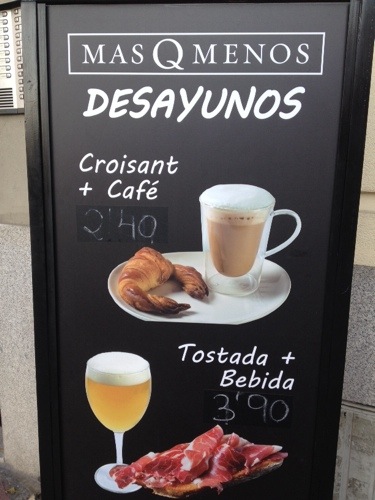 MAS Q MENOS
DESAYUNOS
Croisant
+ Café
2'40
Tostada +
Bebida
3'90